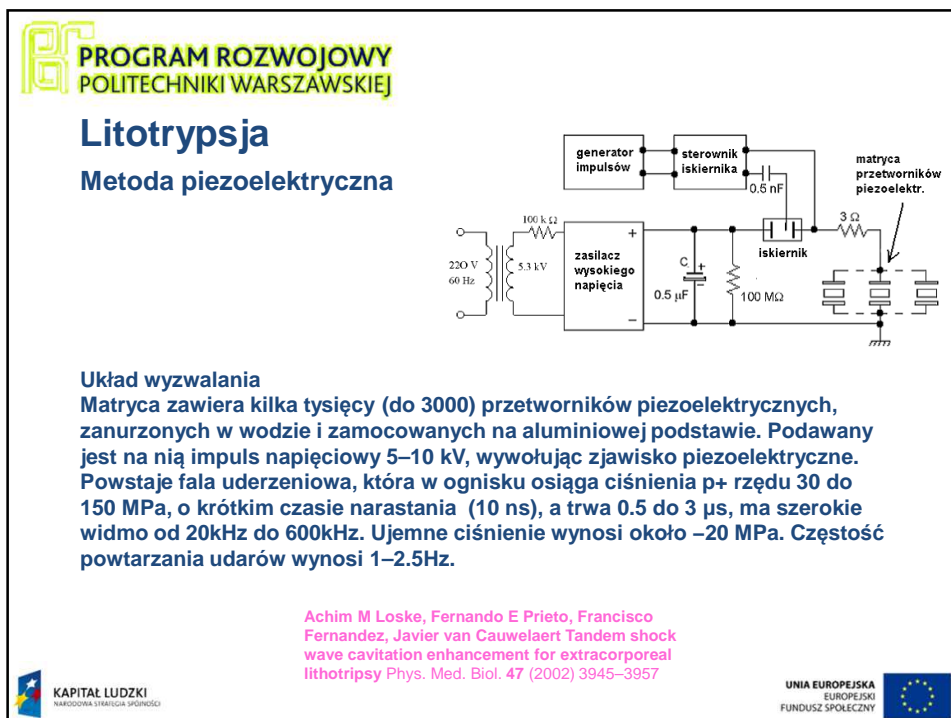 PROGRAM ROZWOJOWY
POLITECHNIKI WARSZAWSKIEJ
Litotrypsja
Metoda piezoelektryczna
generator
impulsów
sterownik
iskiernika
0.5 nF
matryca
przetworników
piezoelektr.
100 k Ω
3 Ω
iskiernik
22O V
60 Hz
5.3 kV
zasilacz
wysokiego
napięcia
+
−
C
+
−
0.5 µF
100 MΩ
Układ wyzwalania
Matryca zawiera kilka tysięcy (do 3000) przetworników piezoelektrycznych,
zanurzonych w wodzie i zamocowanych na aluminiowej podstawie. Podawany
jest na nią impuls napięciowy 5–10 kV, wywołując zjawisko piezoelektryczne.
Powstaje fala uderzeniowa, która w ognisku osiąga ciśnienia p+ rzędu 30 do
150 MPa, o krótkim czasie narastania (10 ns), a trwa 0.5 do 3 µs, ma szerokie
widmo od 20kHz do 600kHz. Ujemne ciśnienie wynosi około −20 MPa. Częstość
powtarzania udarów wynosi 1–2.5Hz.
Achim M Loske, Fernando E Prieto, Francisco
Fernandez, Javier van Cauwelaert Tandem shock
wave cavitation enhancement for extracorporeal
lithotripsy Phys. Med. Biol. 47 (2002) 3945–3957
KAPITAŁ LUDZKI
NARODOWA STRATEGIA SPÓJNOŚCI
UNIA EUROPEJSKA
EUROPEJSKI
FUNDUSZ SPOŁECZNY